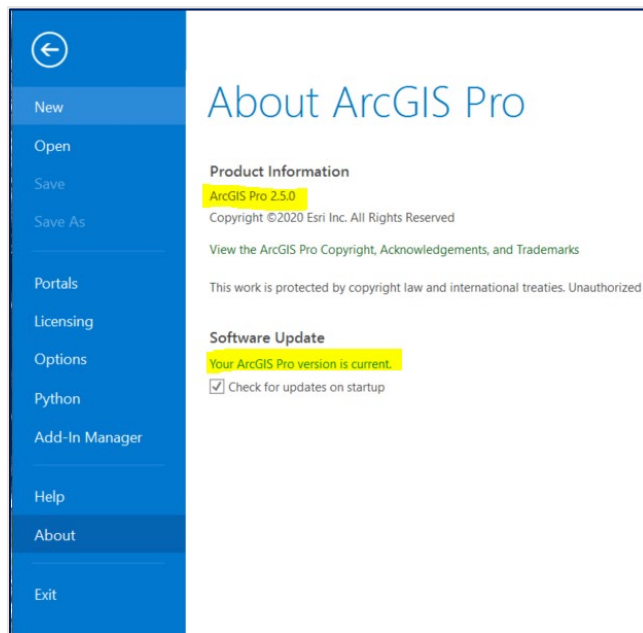 New
Open
Save
Save As
Portals
Licensing
Options
Python
Add-In Manager
Help
About
Exit
About ArcGIS Pro
Product Information
ArcGIS Pro 2.5.0
Copyright ©2020 Esri Inc. All Rights Reserved
View the ArcGIS Pro Copyright, Acknowledgements, and Trademarks
This work is protected by copyright law and international treaties. Unauthorized
Software Update
Your ArcGIS Pro version is current.
Check for updates on startup